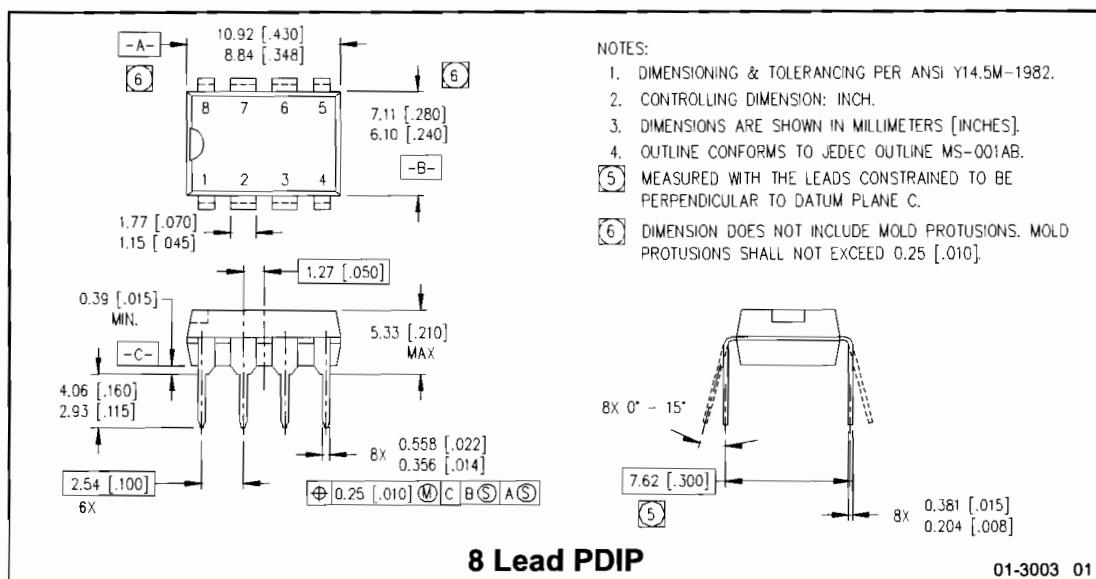 -A-
10.92 [.430]
8.84 [.348]
6
6
8 7 6 5
7.11 [.280]
6.10 [.240]
-B-
1 2 3 4
1.77 [.070]
1.15 [ 045]
1.27 [.050]
0.39 [.015]
MIN.
-C-
5.33 [.210]
MAX
4.06 [.160]
2.93 [.115]
8X 0.558 [.022]
0.356 [.014]
2.54 [.100]
6X
⌖ 0.25 [.010] Ⓜ C B Ⓢ A Ⓢ
NOTES:
1. DIMENSIONING & TOLERANCING PER ANSI Y14.5M-1982.
2. CONTROLLING DIMENSION: INCH.
3. DIMENSIONS ARE SHOWN IN MILLIMETERS [INCHES].
4. OUTLINE CONFORMS TO JEDEC OUTLINE MS-001AB.
5 MEASURED WITH THE LEADS CONSTRAINED TO BE
PERPENDICULAR TO DATUM PLANE C.
6 DIMENSION DOES NOT INCLUDE MOLD PROTUSIONS. MOLD
PROTUSIONS SHALL NOT EXCEED 0.25 [.010].
8X 0° - 15°
7.62 [.300]
5
8X 0.381 [.015]
0.204 [.008]
8 Lead PDIP
01-3003 01